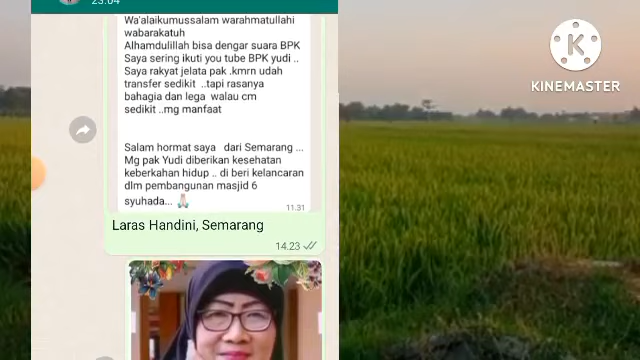 23.04
Wa'alaikumussalam warahmatullahi
wabarakatuh
Alhamdulillah bisa dengar suara BPK
Saya sering ikuti you tube BPK yudi ..
Saya rakyat jelata pak .kmrn udah
transfer sedikit ..tapi rasanya
bahagia dan lega walau cm
sedikit ..mg manfaat
Salam hormat saya dari Semarang ...
Mg pak Yudi diberikan kesehatan
keberkahan hidup .. di beri kelancaran
dlm pembangunan masjid 6
syuhada...
11.31
Laras Handini, Semarang
14.23
KINEMASTER